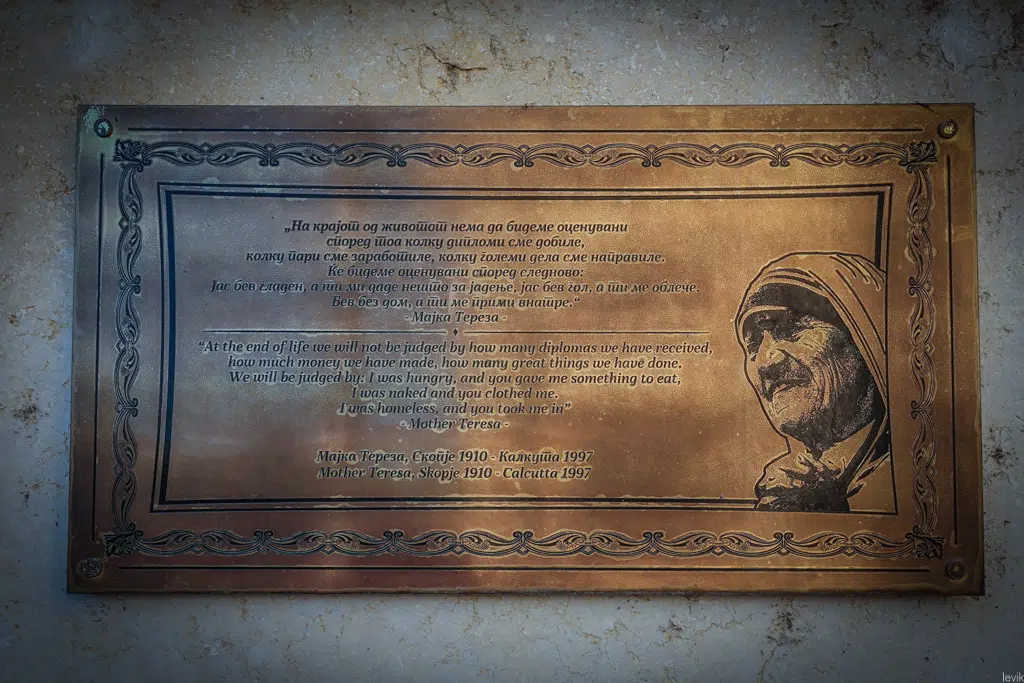 „На крајот од животот нема да бидеме оценувани
според тоа колку дипломи сме добиле,
колку пари сме заработиле, колку големи дела сме направиле.
Ќе бидеме оценувани според следново:
Јас бев гладен, а ти ми даде нешто за јадење, јас бев гол, а ти ме облече.
Бев без дом, а ти ме прими внатре.“
- Мајка Тереза -
“At the end of life we will not be judged by how many diplomas we have received,
how much money we have made, how many great things we have done.
We will be judged by: I was hungry, and you gave me something to eat,
I was naked and you clothed me.
I was homeless, and you took me in”
- Mother Teresa -
Мајка Тереза, Скопје 1910 - Калкута 1997
Mother Teresa, Skopje 1910 - Calcutta 1997
levik